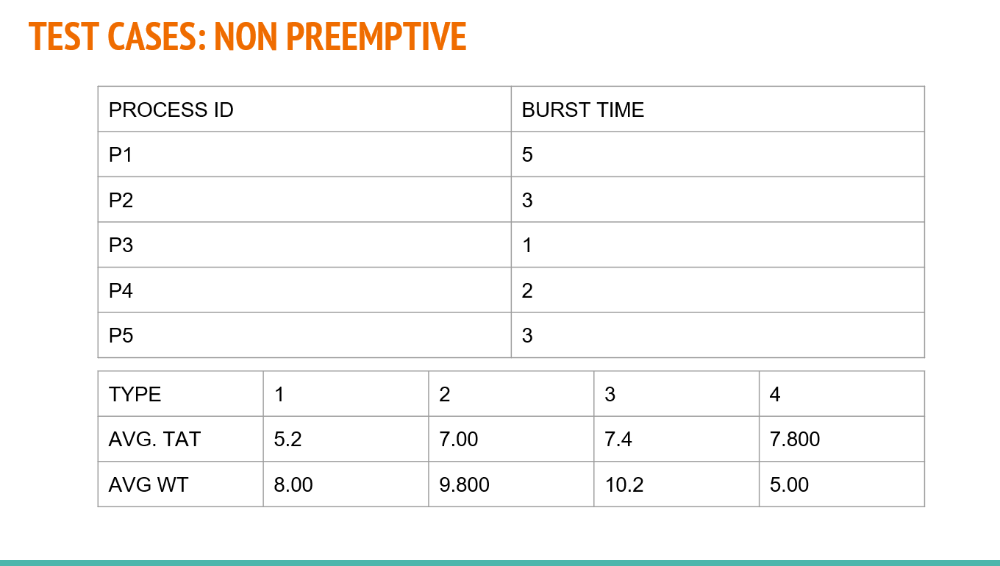 TEST CASES: NON PREEMPTIVE
PROCESS ID BURST TIME
P1 5
P2 3
P3 1
P4 2
P5 3
TYPE 1 2 3 4
AVG. TAT 5.2 7.00 7.4 7.800
AVG WT 8.00 9.800 10.2 5.00